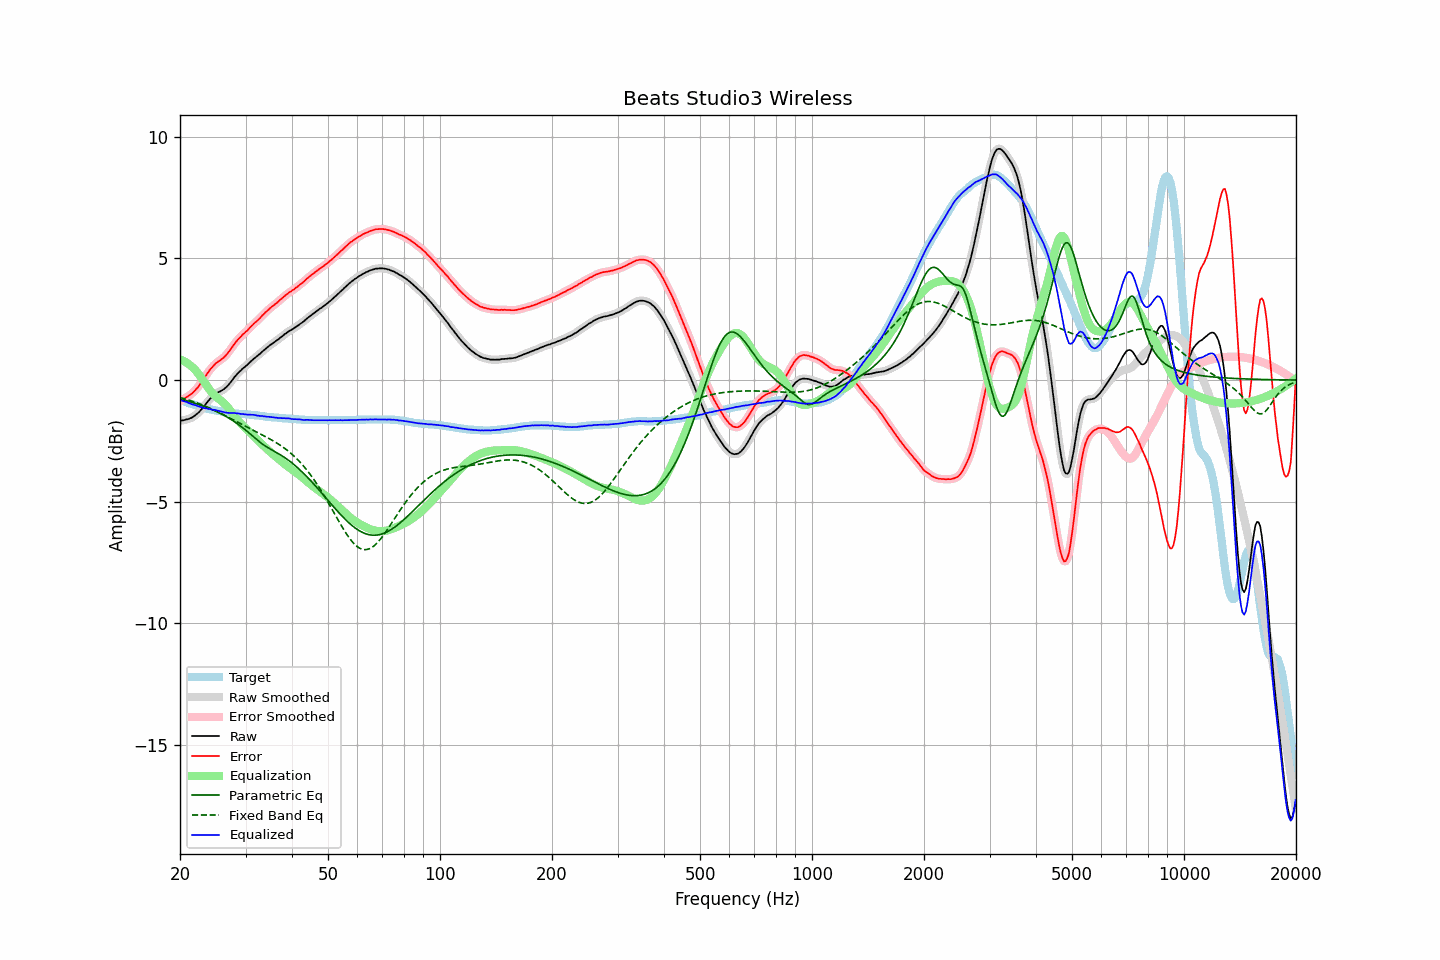 Beats Studio3 Wireless
10
5
0
−5
−10
−15
Amplitude (dBr)
Target
Raw Smoothed
Error Smoothed
Raw
Error
Equalization
Parametric Eq
Fixed Band Eq
Equalized
20
50
100
200
500
1000
2000
5000
10000
20000
Frequency (Hz)